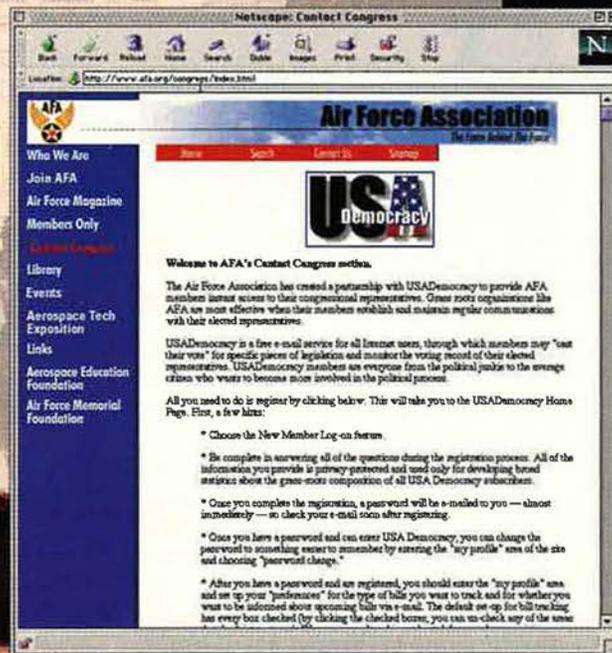 Netscape: Contact Congress
Back Forward Reload Home Search Guide Images Print Security Stop
N
Location: http://www.afa.org/congress/index.html
AFA
Air Force Association
The Force Behind The Force
Home Search Contact Us Sitemap
Who We Are
Join AFA
Air Force Magazine
Members Only
Contact Congress
Library
Events
Aerospace Tech
Exposition
Links
Aerospace Education
Foundation
Air Force Memorial
Foundation
USA
Democracy
Welcome to AFA's Contact Congress section.
The Air Force Association has created a partnership with USADemocracy to provide AFA
members instant access to their congressional representatives. Grass roots organizations like
AFA are most effective when their members establish and maintain regular communications
with their elected representatives.
USADemocracy is a free e-mail service for all Internet users, through which members may "cast
their vote" for specific pieces of legislation and monitor the voting record of their elected
representatives. USADemocracy members are everyone from the political junkie to the average
citizen who wants to become more involved in the political process.
All you need to do is register by clicking below. This will take you to the USADemocracy Home
Page. First, a few hints:
* Choose the New Member Log-on feature.
* Be complete in answering all of the questions during the registration process. All of the
information you provide is privacy-protected and used only for developing broad
statistics about the grass-roots composition of all USA Democracy subscribers.
* Once you complete the registration, a password will be e-mailed to you — almost
immediately — so check your e-mail soon after registering.
* Once you have a password and can enter USA Democracy, you can change the
password to something easier to remember by entering the "my profile" area of the site
and choosing "password change."
* After you have a password and are registered, you should enter the "my profile" area
and set up your "preferences" for the type of bills you want to track and for whether you
want to be informed about upcoming bills via e-mail. The default set-up for bill tracking
has every box checked (by clicking the checked boxes, you can un-check any of the areas